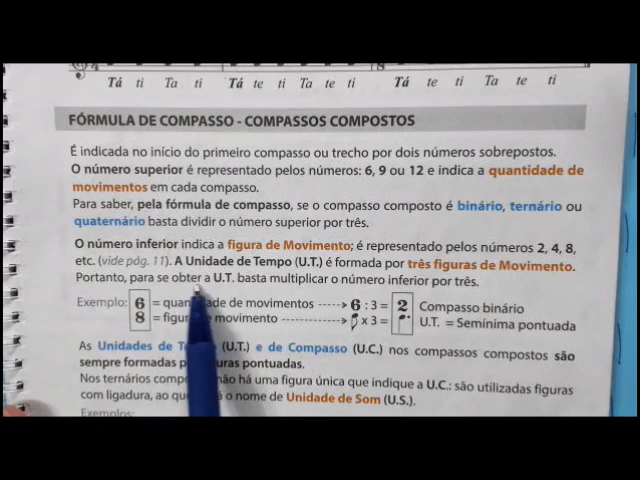 Tá ti Ta ti Tá te ti Ta te ti Tá te ti Ta te ti
FÓRMULA DE COMPASSO - COMPASSOS COMPOSTOS
É indicada no início do primeiro compasso ou trecho por dois números sobrepostos.
O número superior é representado pelos números: 6, 9 ou 12 e indica a quantidade de
movimentos em cada compasso.
Para saber, pela fórmula de compasso, se o compasso composto é binário, ternário ou
quaternário basta dividir o número superior por três.
O número inferior indica a figura de Movimento; é representado pelos números 2, 4, 8,
etc. (vide pág. 11). A Unidade de Tempo (U.T.) é formada por três figuras de Movimento.
Portanto, para se obter a U.T. basta multiplicar o número inferior por três.
Exemplo: 6 = de movimentos 6 : 3 = 2 Compasso binário
8 = movimento x 3 = U.T. = Semínima pontuada
As Unidades de (U.T.) e de Compasso (U.C.) nos compassos compostos são
sempre formadas pontuadas.
Nos ternários não há uma figura única que indique a U.C.: são utilizadas figuras
com ligadura, ao o nome de Unidade de Som (U.S.).
Exemplos: